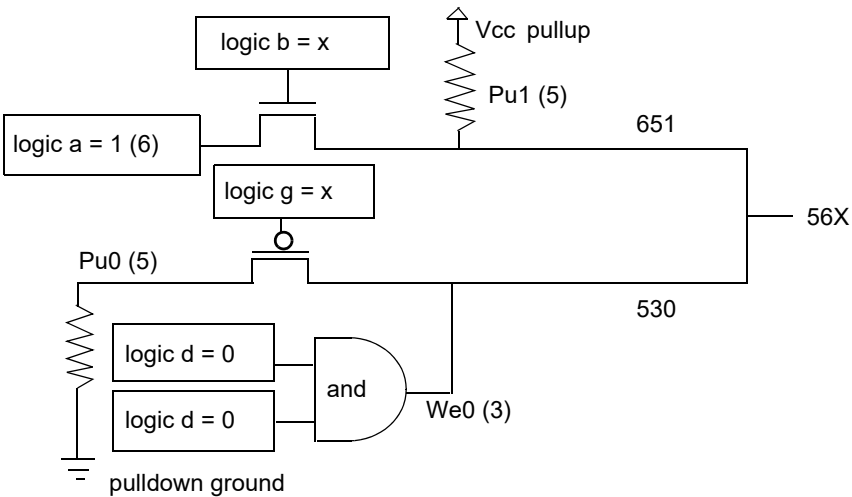 logic b = x
Vcc pullup
Pu1 (5)
651
logic a = 1 (6)
logic g = x
56X
Pu0 (5)
530
logic d = 0
and
logic d = 0
We0 (3)
pulldown ground